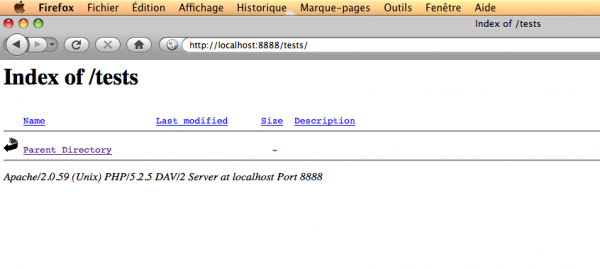 Firefox Fichier Édition Affichage Historique Marque-pages Outils Fenêtre Aide
Index of /tests
http://localhost:8888/tests/
Index of /tests
Name Last modified Size Description
Parent Directory -
Apache/2.0.59 (Unix) PHP/5.2.5 DAV/2 Server at localhost Port 8888